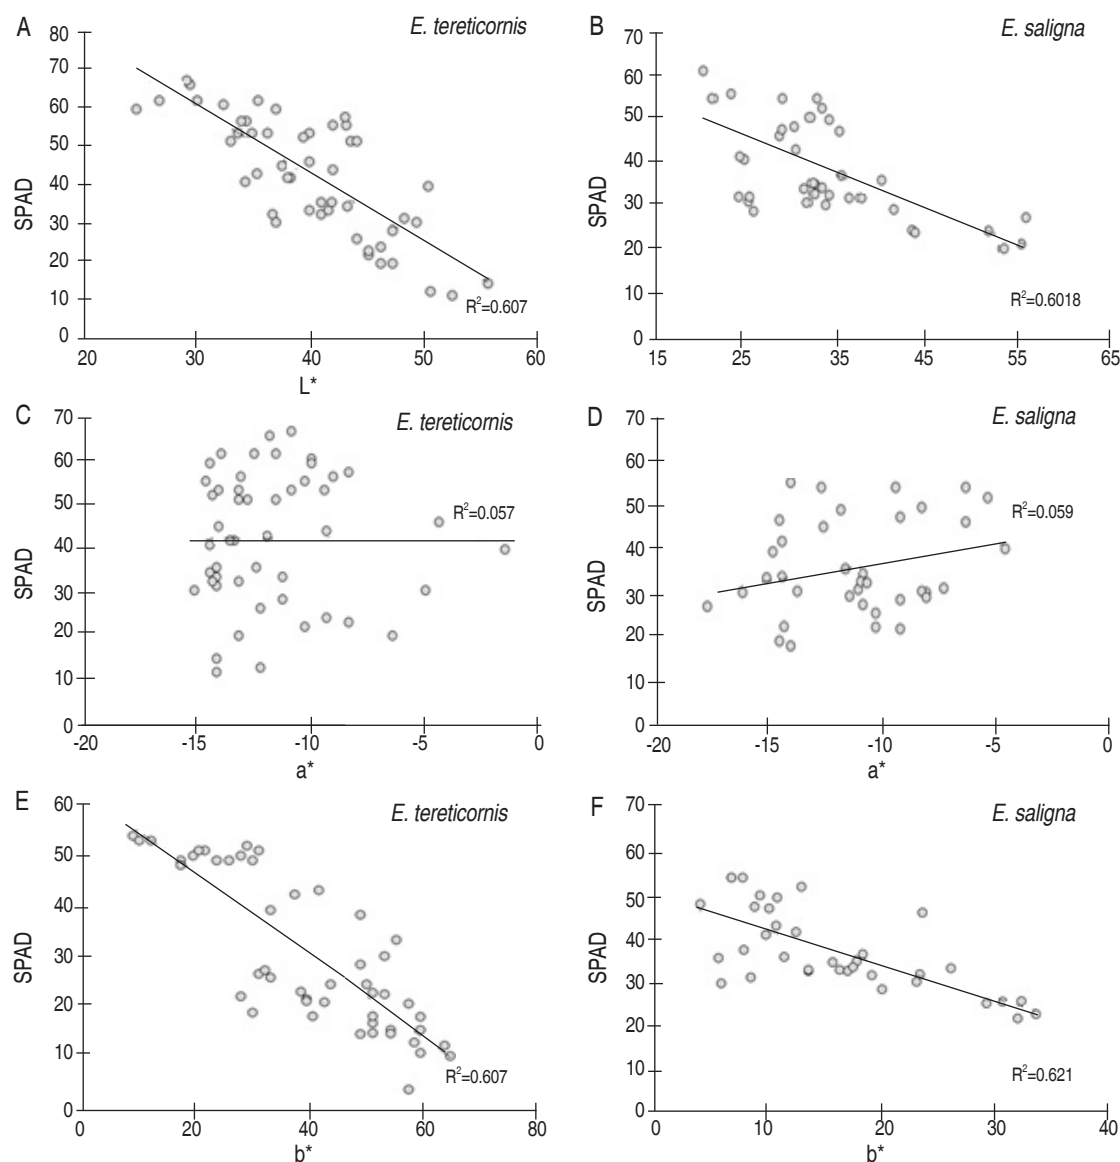 A
E. tereticornis
80
70
60
50
40
30
20
10
0
SPAD
R²=0.607
20 30 40 50 60
L*
B
E. saligna
70
60
50
40
30
20
10
0
SPAD
R²=0.6018
15 25 35 45 55 65
C
E. tereticornis
70
60
50
40
30
20
10
0
SPAD
R²=0.057
-20 -15 -10 -5 0
a*
D
E. saligna
70
60
50
40
30
20
10
0
SPAD
R²=0.059
-20 -15 -10 -5 0
a*
E
E. tereticornis
60
50
40
30
20
10
0
SPAD
R²=0.607
0 20 40 60 80
b*
F
E. saligna
70
60
50
40
30
20
10
0
SPAD
R²=0.621
0 10 20 30 40
b*